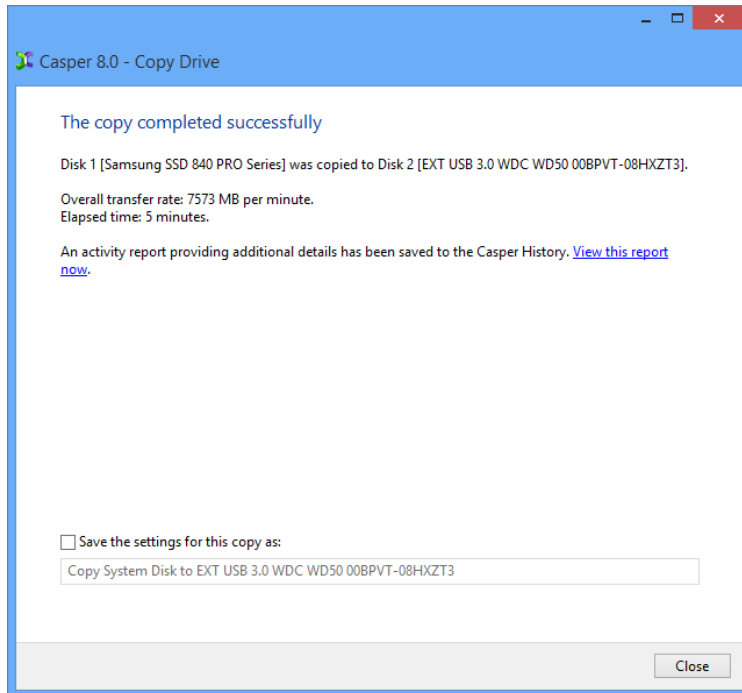 Casper 8.0 - Copy Drive
The copy completed successfully
Disk 1 [Samsung SSD 840 PRO Series] was copied to Disk 2 [EXT USB 3.0 WDC WD50 00BPVT-08HXZT3].
Overall transfer rate: 7573 MB per minute.
Elapsed time: 5 minutes.
An activity report providing additional details has been saved to the Casper History. View this report
now.
Save the settings for this copy as:
Copy System Disk to EXT USB 3.0 WDC WD50 00BPVT-08HXZT3
Close